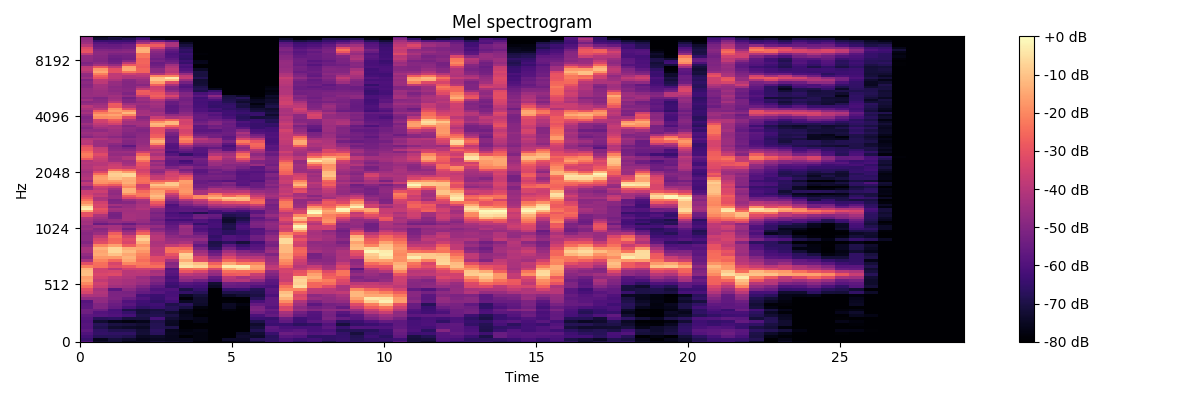 Mel spectrogram
Hz
8192
4096
2048
1024
512
0
0 5 10 15 20 25
Time
+0 dB
-10 dB
-20 dB
-30 dB
-40 dB
-50 dB
-60 dB
-70 dB
-80 dB